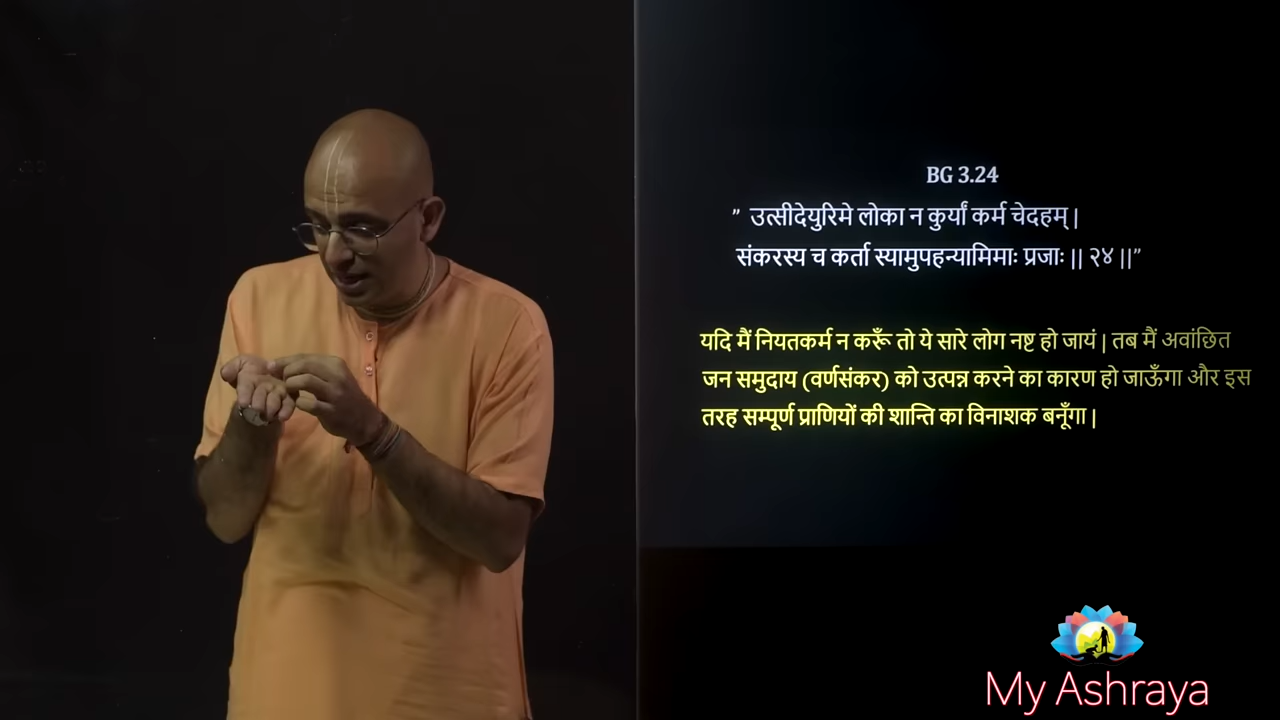 BG 3.24
” उत्सीदेयुरिमे लोका न कुर्यां कर्म चेदहम् |
संकरस्य च कर्ता स्यामुपहन्यामिमाः प्रजाः || २४ ||”
यदि मैं नियतकर्म न करूँ तो ये सारे लोग नष्ट हो जायं | तब मैं अवांछित
जन समुदाय (वर्णसंकर) को उत्पन्न करने का कारण हो जाऊँगा और इस
तरह सम्पूर्ण प्राणियों की शान्ति का विनाशक बनूँगा |
My Ashraya